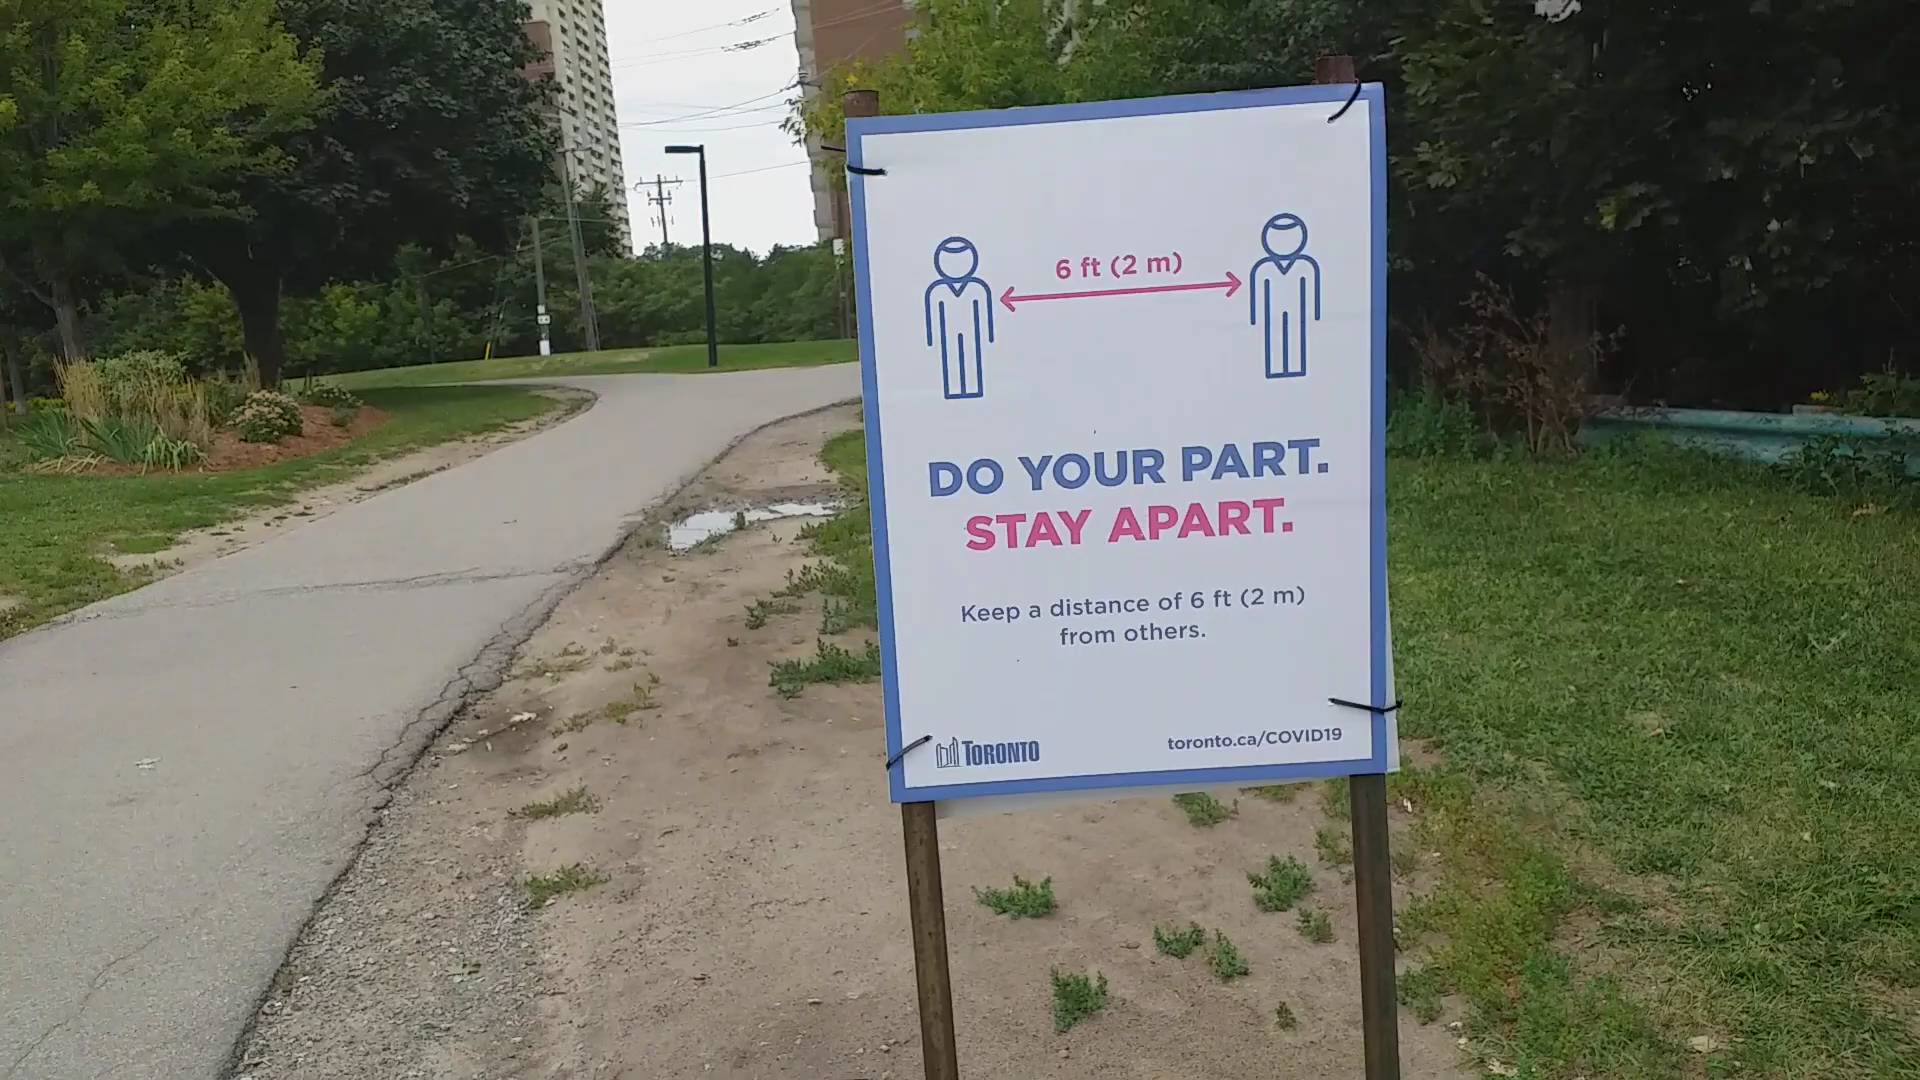 6 ft (2 m)
DO YOUR PART.
STAY APART.
Keep a distance of 6 ft (2 m)
from others.
TORONTO
toronto.ca/COVID19